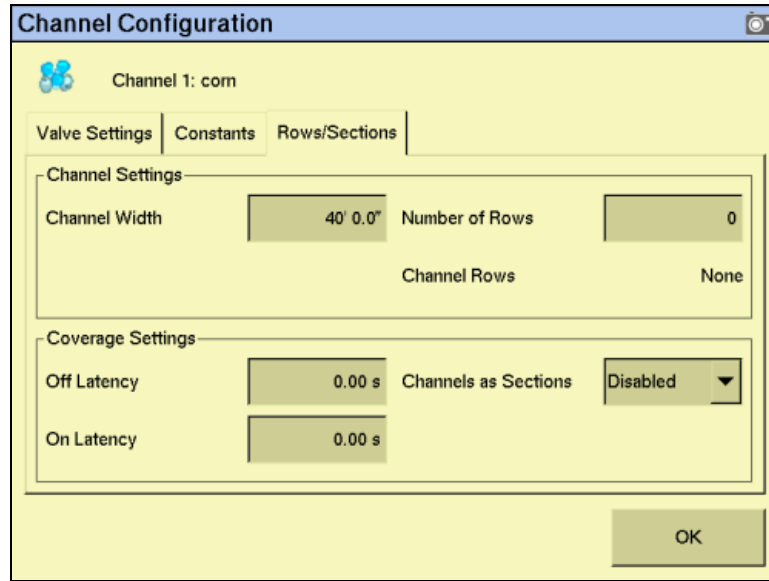 Channel Configuration
Channel 1: corn
Valve Settings Constants Rows/Sections
Channel Settings
Channel Width 40' 0.0" Number of Rows 0
Channel Rows None
Coverage Settings
Off Latency 0.00 s Channels as Sections Disabled
On Latency 0.00 s
OK